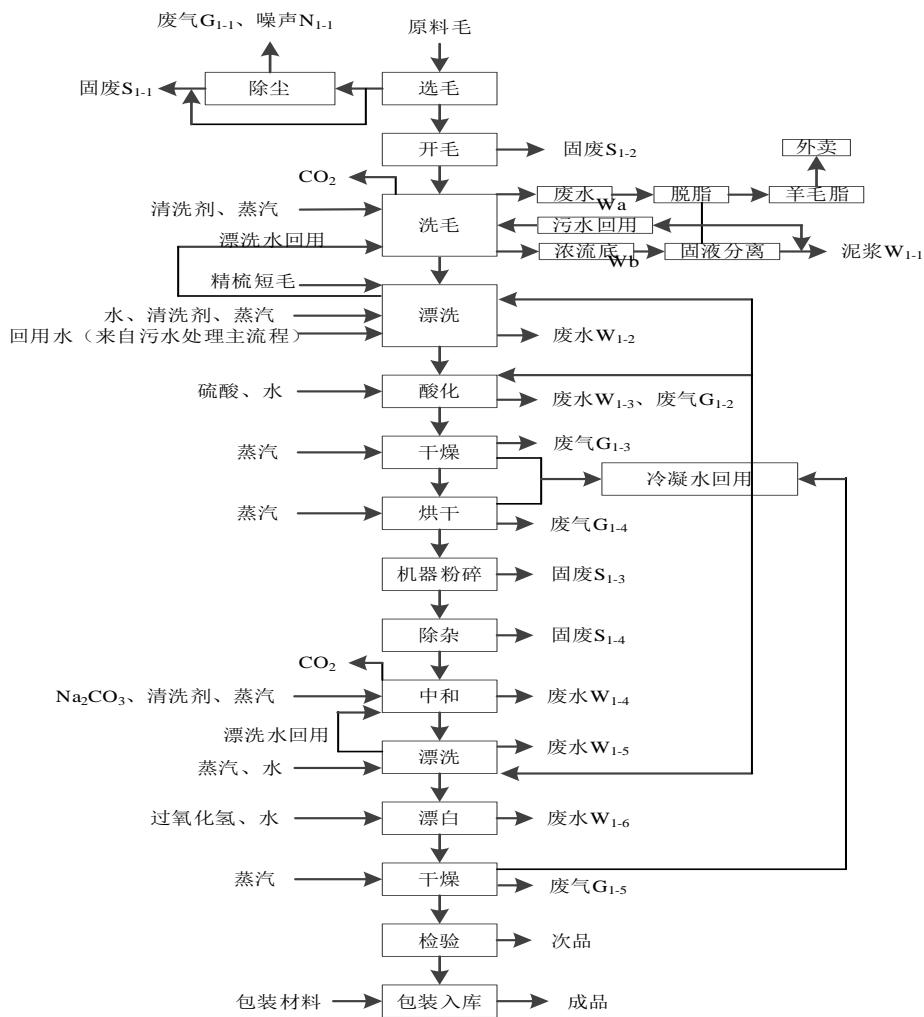 废气G1-1、噪声N1-1
原料毛
固废S1-1
除尘
选毛
开毛
固废S1-2
外卖
CO2
废水
Wa
脱脂
羊毛脂
清洗剂、蒸汽
洗毛
污水回用
漂洗水回用
浓流底
Wb
固液分离
泥浆W1-1
精梳短毛
水、清洗剂、蒸汽
漂洗
回用水（来自污水处理主流程）
废水W1-2
硫酸、水
酸化
废水W1-3、废气G1-2
蒸汽
干燥
废气G1-3
冷凝水回用
蒸汽
烘干
废气G1-4
机器粉碎
固废S1-3
除杂
固废S1-4
CO2
Na2CO3、清洗剂、蒸汽
中和
废水W1-4
漂洗水回用
漂洗
废水W1-5
蒸汽、水
过氧化氢、水
漂白
废水W1-6
蒸汽
干燥
废气G1-5
检验
次品
包装材料
包装入库
成品